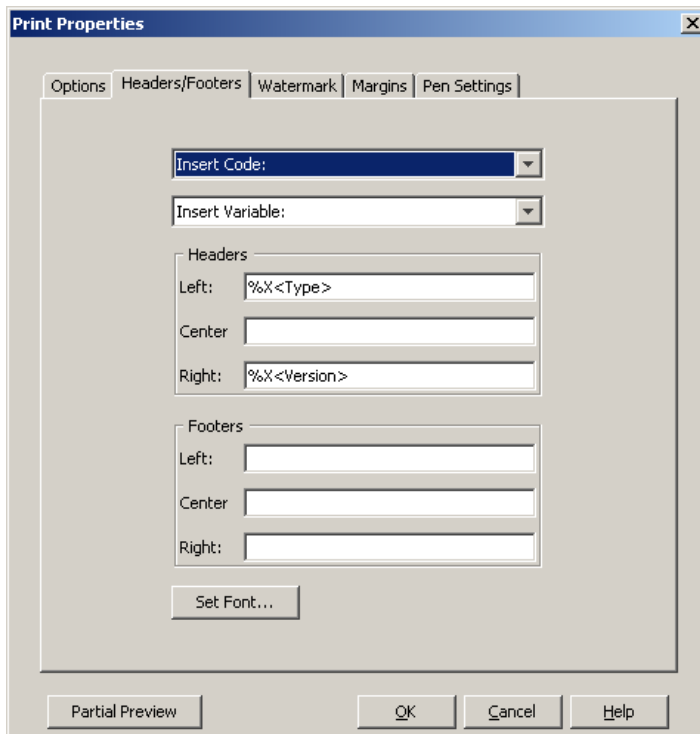 Print Properties
Options Headers/Footers Watermark Margins Pen Settings
Insert Code:
Insert Variable:
Headers
Left: %X<Type>
Center
Right: %X<Version>
Footers
Left:
Center
Right:
Set Font...
Partial Preview OK Cancel Help